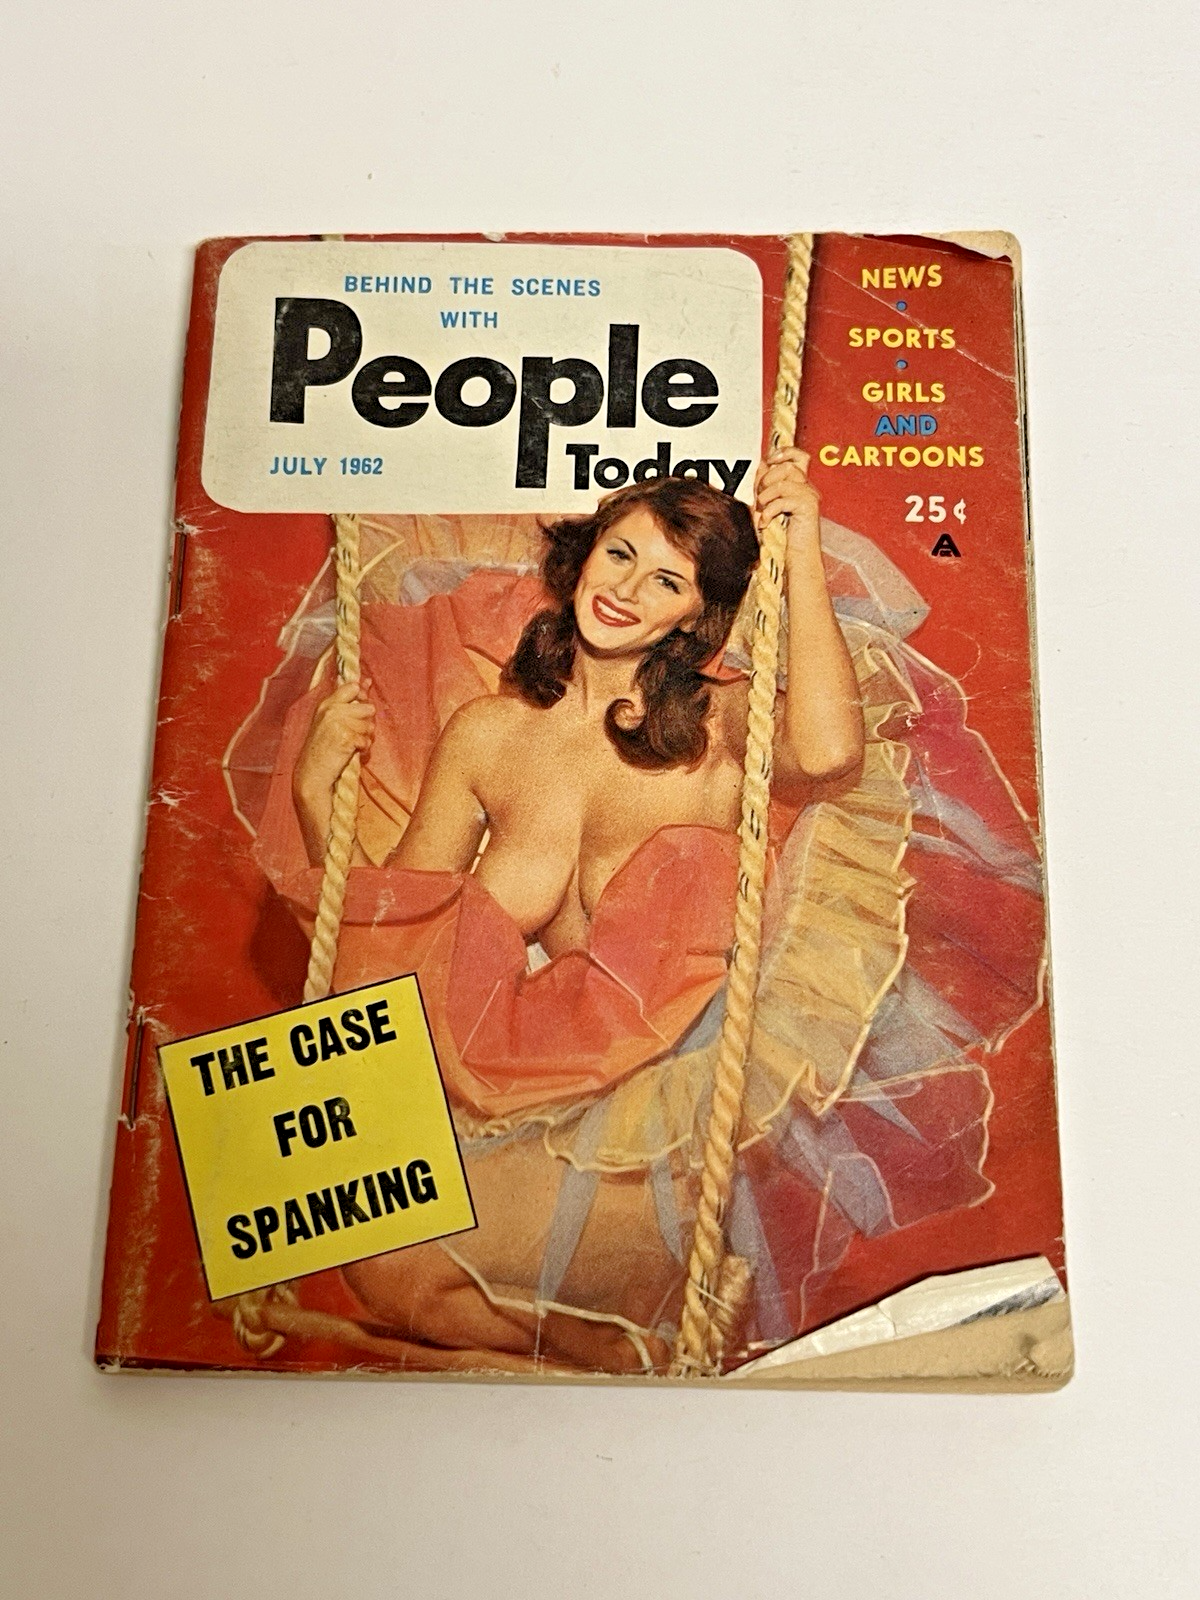 BEHIND THE SCENES
WITH
People
Today
JULY 1962
NEWS
•
SPORTS
•
GIRLS
AND
CARTOONS
25¢
A
THE CASE
FOR
SPANKING